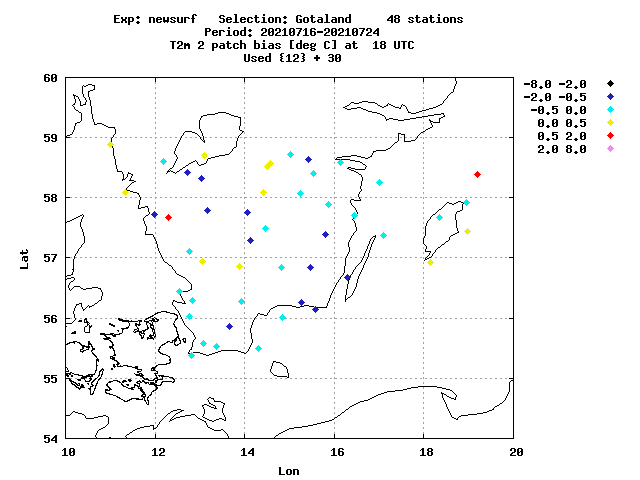 Exp: newsurf   Selection: Gotaland     48 stations
Period: 20210716-20210724
T2m 2 patch bias [deg C] at  18 UTC
Used {12} + 30
-8.0 -2.0
-2.0 -0.5
-0.5 0.0
0.0 0.5
0.5 2.0
2.0 8.0
60
59
58
57
56
55
54
Lat
10 12 14 16 18 20
Lon